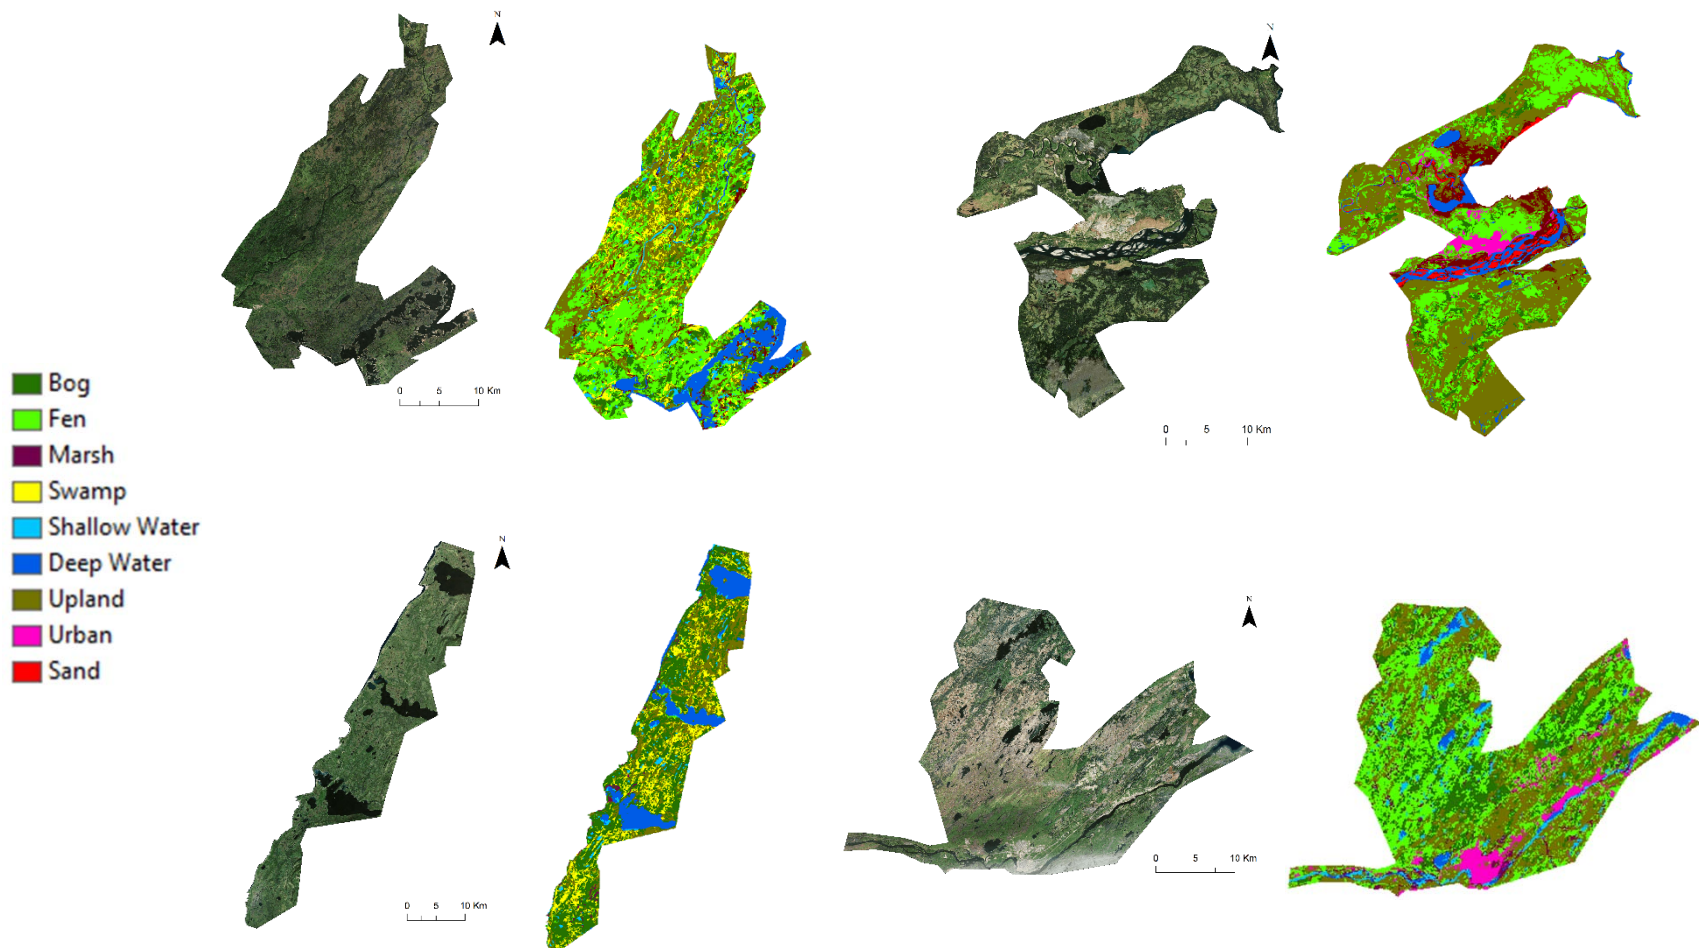 N
N
0 5 10 Km
0 5 10 Km
Bog
Fen
Marsh
Swamp
Shallow Water
Deep Water
Upland
Urban
Sand
N
N
0 5 10 Km
0 5 10 Km